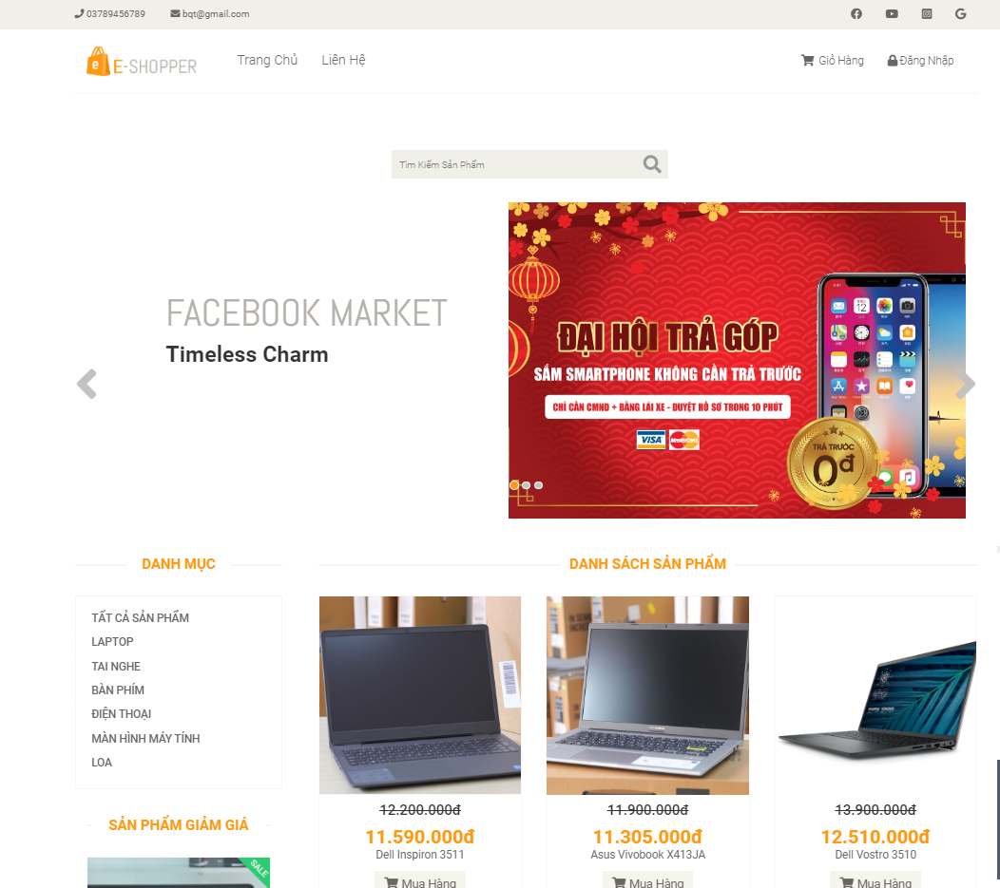 03789456789 bqt@gmail.com
E-SHOPPER Trang Chủ Liên Hệ Giỏ Hàng Đăng Nhập
Tìm Kiếm Sản Phẩm
FACEBOOK MARKET
Timeless Charm
ĐẠI HỘI TRẢ GÓP
SẮM SMARTPHONE KHÔNG CẦN TRẢ TRƯỚC
CHỈ CẦN CMND + BẰNG LÁI XE - DUYỆT HỒ SƠ TRONG 10 PHÚT
VISA MasterCard
12
TRẢ TRƯỚC
0đ
DANH MỤC
TẤT CẢ SẢN PHẨM
LAPTOP
TAI NGHE
BÀN PHÍM
ĐIỆN THOẠI
MÀN HÌNH MÁY TÍNH
LOA
SẢN PHẨM GIẢM GIÁ
SALE
DANH SÁCH SẢN PHẨM
12.200.000đ
11.590.000đ
Dell Inspiron 3511
Mua Hàng
11.900.000đ
11.305.000đ
Asus Vivobook X413JA
Mua Hàng
13.900.000đ
12.510.000đ
Dell Vostro 3510
Mua Hàng